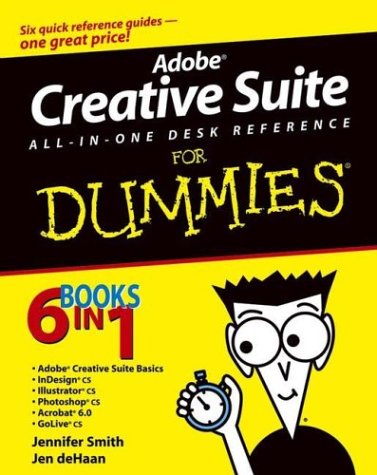 Six quick reference guides —
one great price!
Adobe®
Creative Suite
ALL-IN-ONE DESK REFERENCE
FOR
DUMMIES®
6 BOOKS IN 1
• Adobe® Creative Suite Basics
• InDesign® CS
• Illustrator® CS
• Photoshop® CS
• Acrobat® 6.0
• GoLive® CS
Jennifer Smith
Jen deHaan